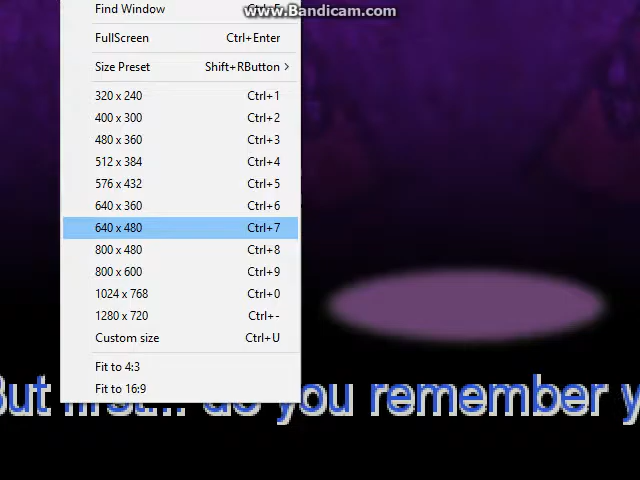 www.Bandicam.com
Find Window
FullScreen Ctrl+Enter
Size Preset Shift+RButton >
320 x 240 Ctrl+1
400 x 300 Ctrl+2
480 x 360 Ctrl+3
512 x 384 Ctrl+4
576 x 432 Ctrl+5
640 x 360 Ctrl+6
640 x 480 Ctrl+7
800 x 480 Ctrl+8
800 x 600 Ctrl+9
1024 x 768 Ctrl+0
1280 x 720 Ctrl+-
Custom size Ctrl+U
Fit to 4:3
Fit to 16:9
But first... do you remember